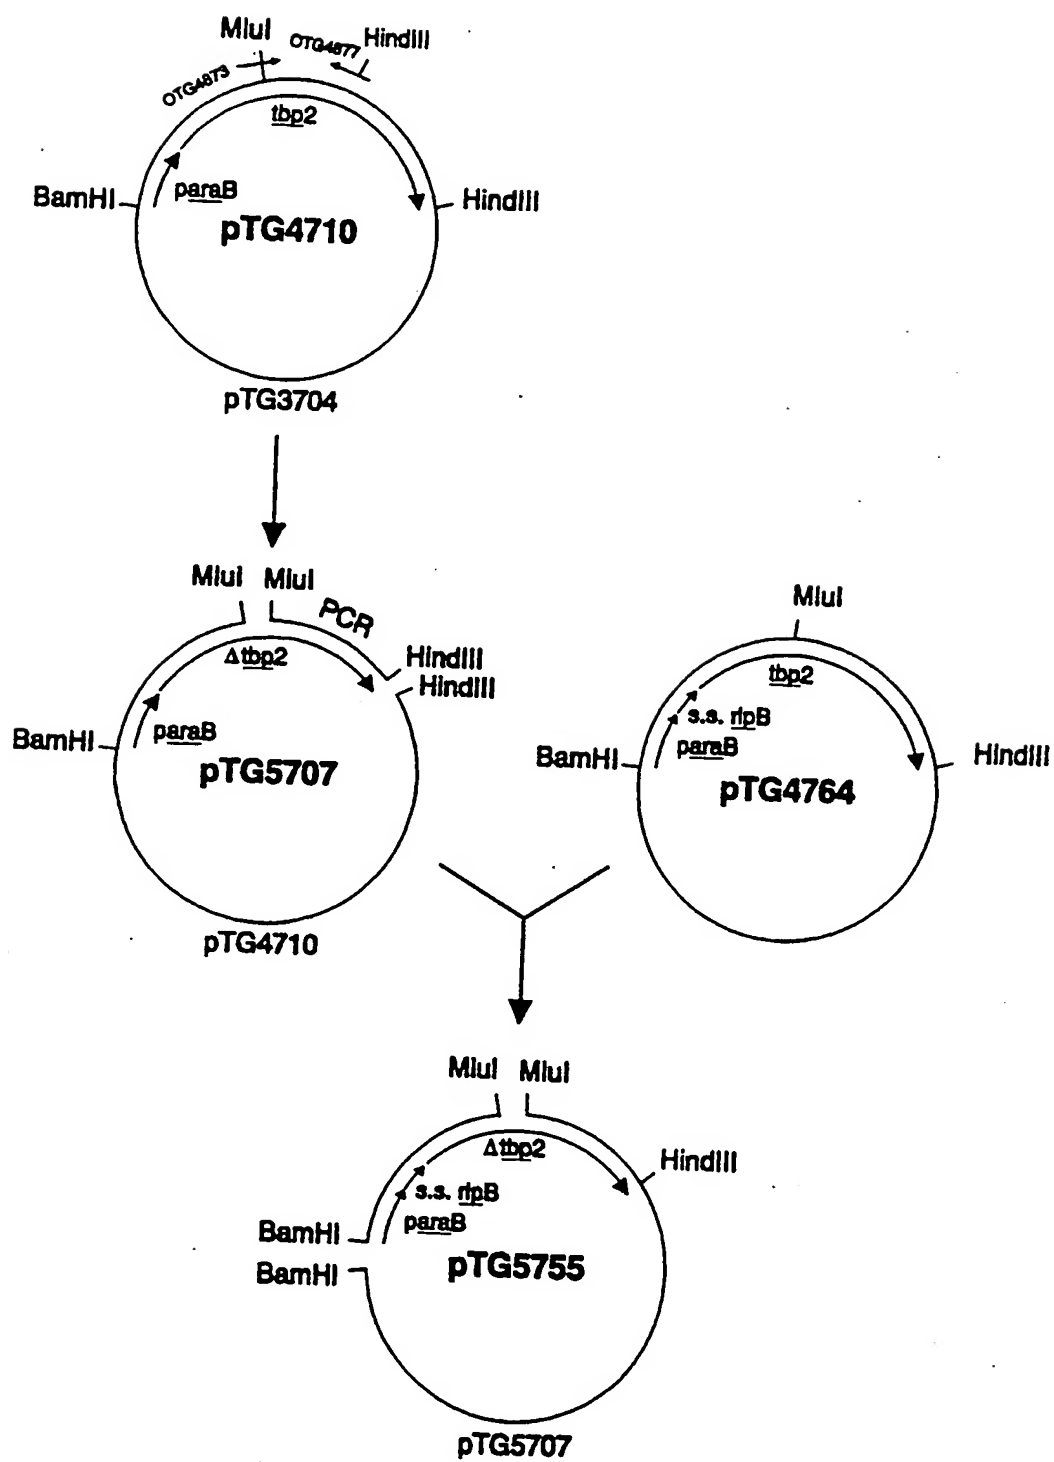 MluI
OTG4877
HindIII
OTG4873
tbp2
BamHI
paraB
HindIII
pTG4710
pTG3704
MluI MluI
PCR
HindIII
HindIII
Δtbp2
BamHI
paraB
pTG5707
pTG4710
MluI
tbp2
s.s. rlpB
paraB
BamHI
HindIII
pTG4764
MluI MluI
Δtbp2
HindIII
s.s. rlpB
paraB
BamHI
BamHI
pTG5755
pTG5707